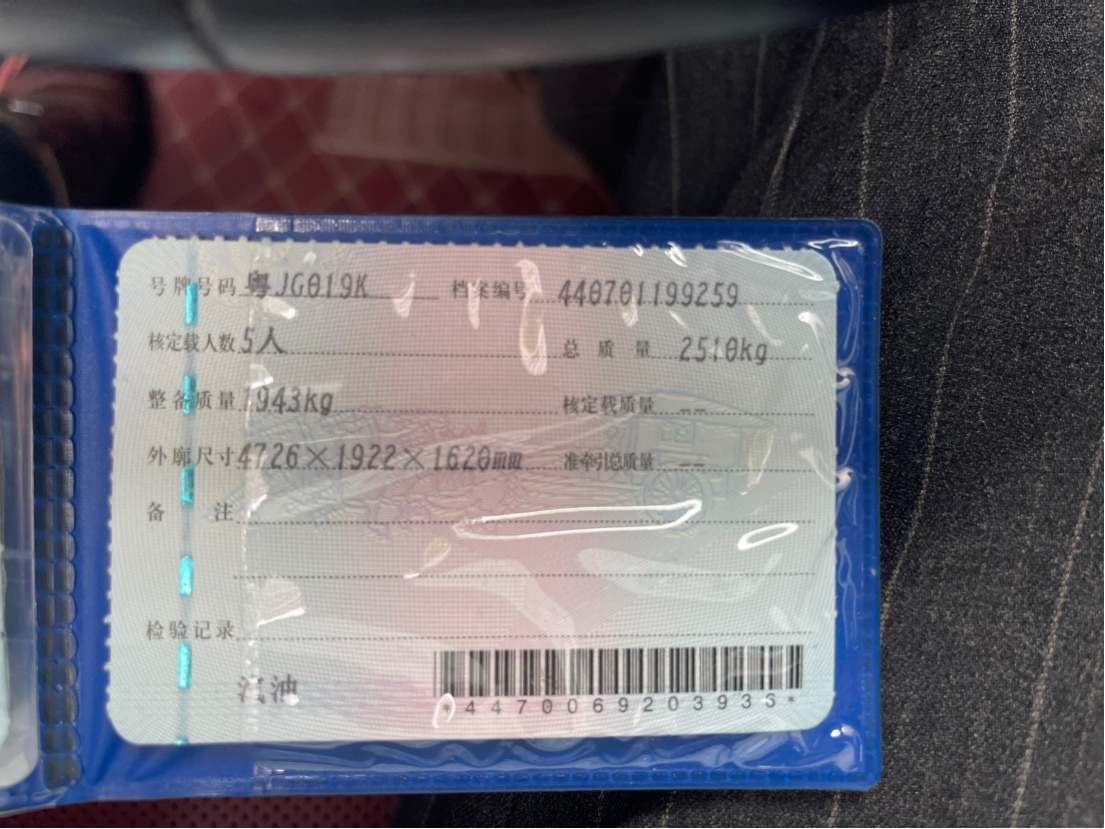 号牌号码 粤JG019K 档案编号 440701199259
核定载人数 5人 总质量 2510kg
整备质量 1943kg 核定载质量 --
外廓尺寸 4726×1922×1620mm 准牵引总质量 --
备注
检验记录
汽油
*4470069203936*